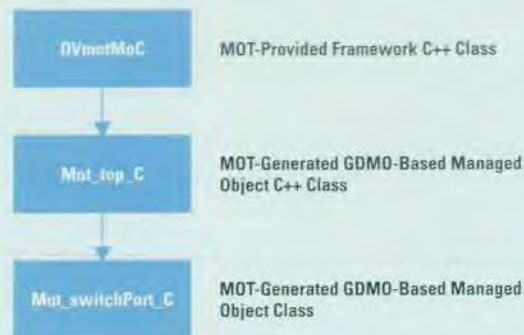 DVmotMoC
MOT-Provided Framework C++ Class
Mot_top_C
MOT-Generated GDMO-Based Managed
Object C++ Class
Mot_switchPort_C
MOT-Generated GDMO-Based Managed
Object Class